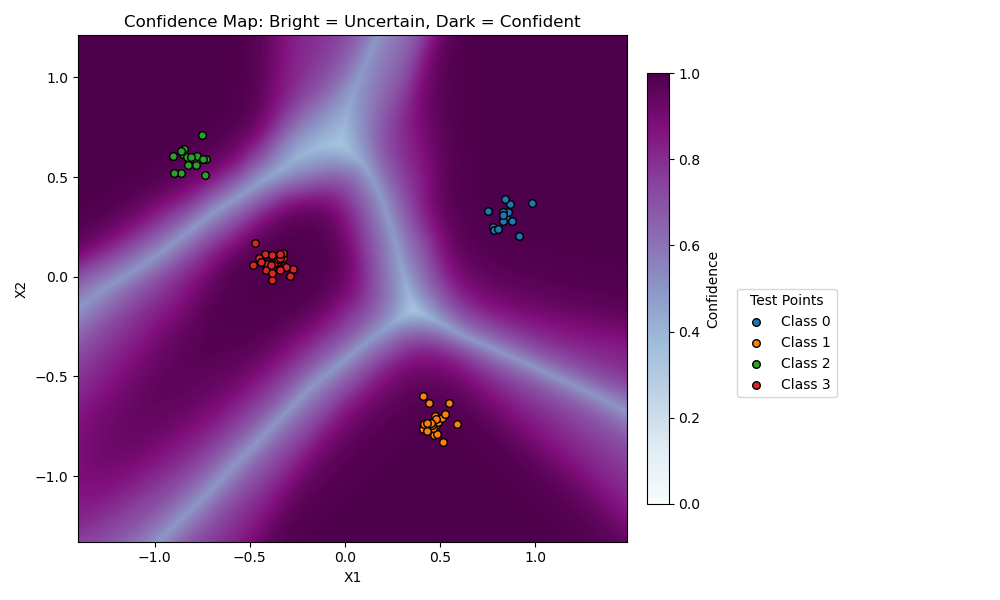 Confidence Map: Bright = Uncertain, Dark = Confident
X2
1.0
0.5
0.0
−0.5
−1.0
−1.0
−0.5
0.0
0.5
1.0
X1
1.0
0.8
0.6
0.4
0.2
0.0
Confidence
Test Points
Class 0
Class 1
Class 2
Class 3